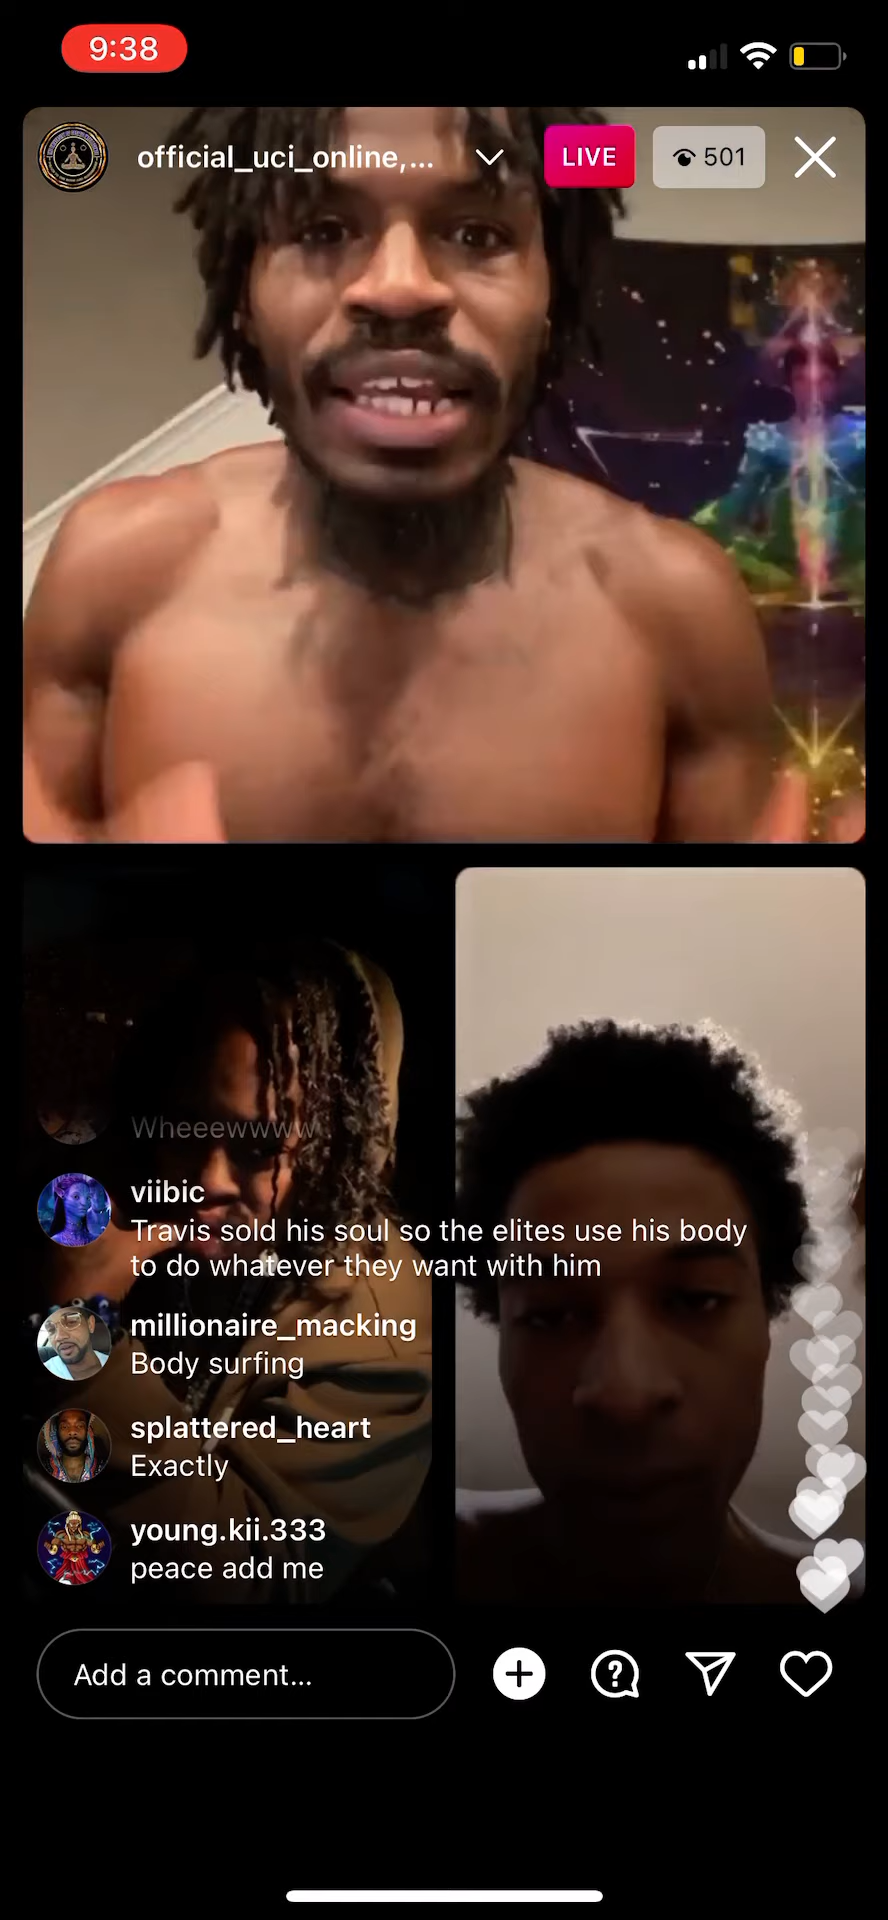 9:38
official_uci_online,...
LIVE
501
Wheeewwww
viibic
Travis sold his soul so the elites use his body
to do whatever they want with him
millionaire_macking
Body surfing
splattered_heart
Exactly
young.kii.333
peace add me
Add a comment...